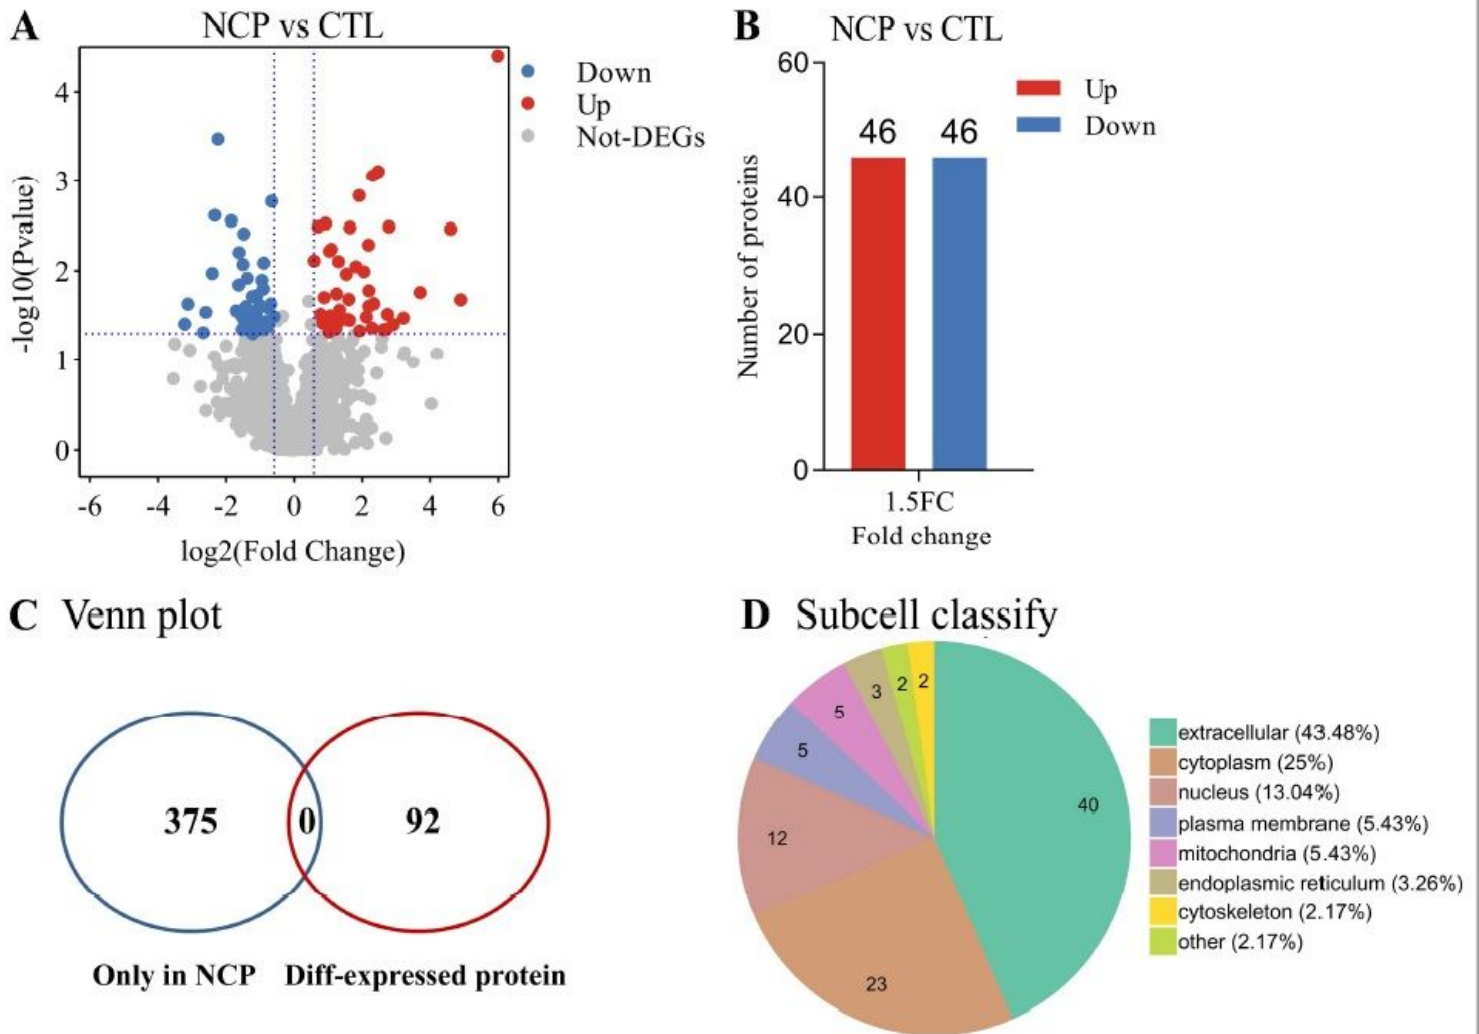 A
NCP vs CTL
-log10(Pvalue)
4
3
2
1
0
-6 -4 -2 0 2 4 6
log2(Fold Change)
Down
Up
Not-DEGs
B
NCP vs CTL
Number of proteins
60
40
20
0
46 46
1.5FC
Fold change
Up
Down
C Venn plot
375 0 92
Only in NCP Diff-expressed protein
D Subcell classify
3 2 2
5
5
40
12
23
extracellular (43.48%)
cytoplasm (25%)
nucleus (13.04%)
plasma membrane (5.43%)
mitochondria (5.43%)
endoplasmic reticulum (3.26%)
cytoskeleton (2.17%)
other (2.17%)